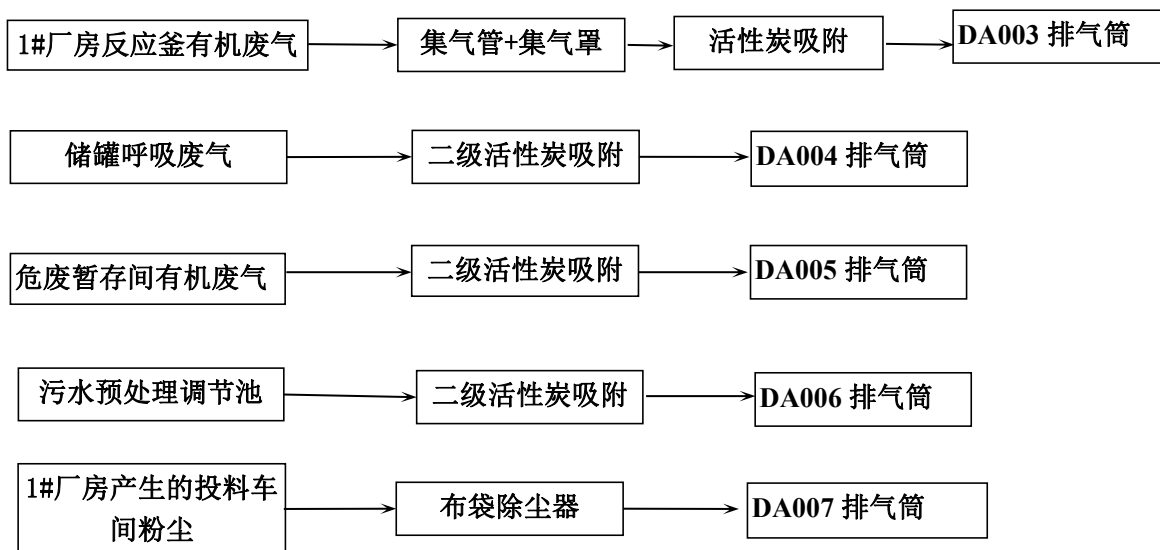 1#厂房反应釜有机废气
集气管+集气罩
活性炭吸附
DA003 排气筒
储罐呼吸废气
二级活性炭吸附
DA004 排气筒
危废暂存间有机废气
二级活性炭吸附
DA005 排气筒
污水预处理调节池
二级活性炭吸附
DA006 排气筒
1#厂房产生的投料车
间粉尘
布袋除尘器
DA007 排气筒